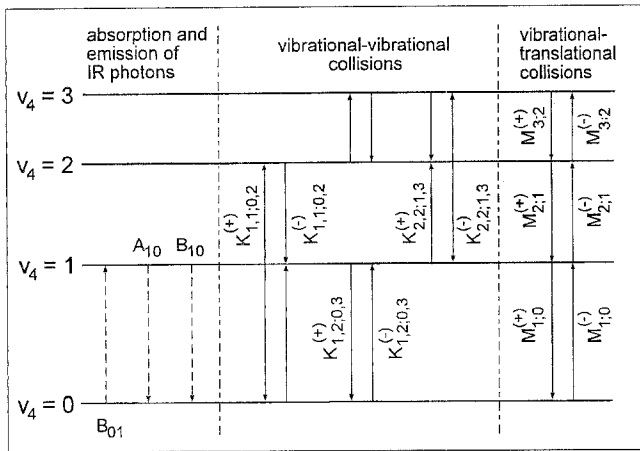 absorption and
emission of
IR photons
vibrational-vibrational
collisions
vibrational-
translational
collisions
v₄ = 3
v₄ = 2
v₄ = 1
v₄ = 0
A₁₀
B₁₀
B₀₁
K⁽⁺⁾₁,₁;₀,₂
K⁽⁻⁾₁,₁;₀,₂
K⁽⁺⁾₁,₂;₀,₃
K⁽⁻⁾₁,₂;₀,₃
K⁽⁺⁾₂,₂;₁,₃
K⁽⁻⁾₂,₂;₁,₃
M⁽⁺⁾₃;₂
M⁽⁻⁾₃;₂
M⁽⁺⁾₂;₁
M⁽⁻⁾₂;₁
M⁽⁺⁾₁;₀
M⁽⁻⁾₁;₀